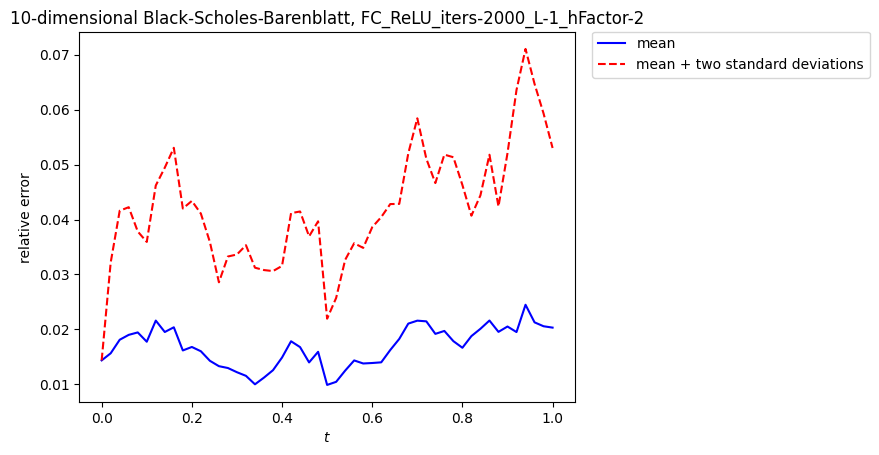 10-dimensional Black-Scholes-Barenblatt, FC_ReLU_iters-2000_L-1_hFactor-2
mean
mean + two standard deviations
relative error
0.07
0.06
0.05
0.04
0.03
0.02
0.01
0.0 0.2 0.4 0.6 0.8 1.0
t